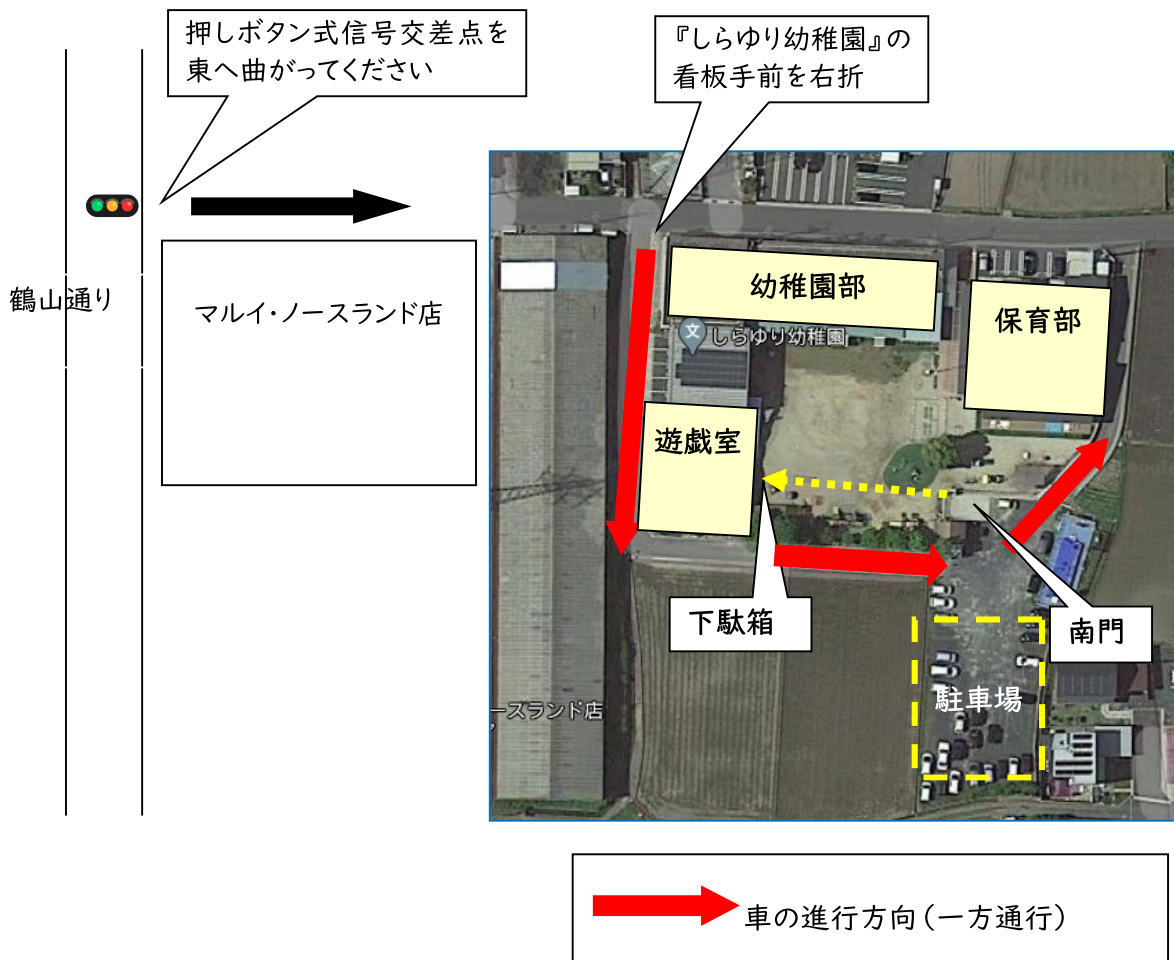 押しボタン式信号交差点を
東へ曲がってください
『しらゆり幼稚園』の
看板手前を右折
鶴山通り
マルイ・ノースランド店
幼稚園部
保育部
文
しらゆり幼稚園
遊戯室
下駄箱
南門
駐車場
ースランド店
車の進行方向(一方通行)